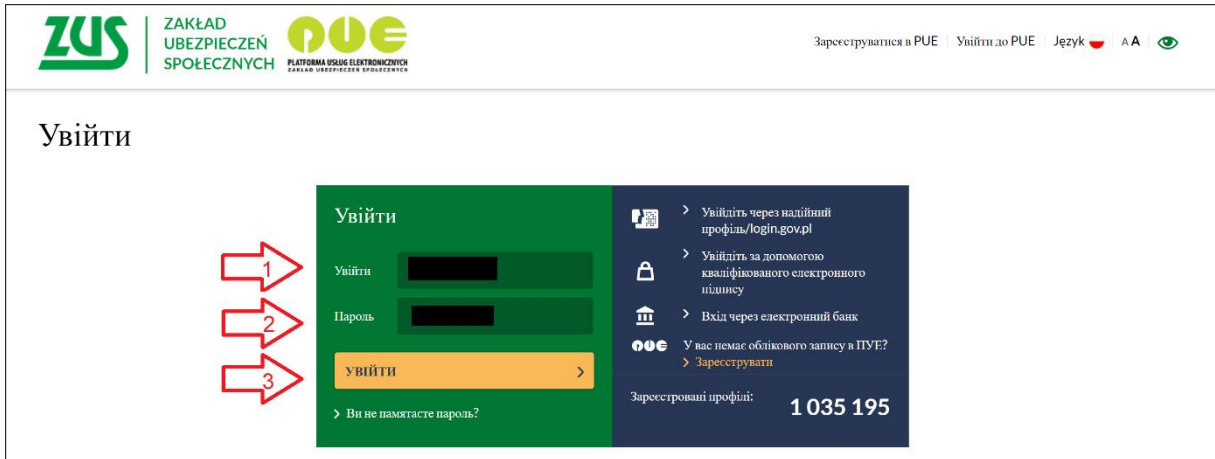 ZUS
ZAKŁAD
UBEZPIECZEŃ
SPOŁECZNYCH
PUE
PLATFORMA USŁUG ELEKTRONICZNYCH
ZAKŁAD UBEZPIECZEŃ SPOŁECZNYCH
Зареєструватися в PUE Увійти до PUE Język A A
Увійти
Увійти
1
Увійти
2
Пароль
3
УВІЙТИ
Ви не памятаєте пароль?
Увійдіть через надійний
профіль/login.gov.pl
Увійдіть за допомогою
кваліфікованого електронного
підпису
Вхід через електронний банк
PUE
У вас немає облікового запису в ПУЕ?
Зареєструвати
Зареєстровані профілі:
1 035 195